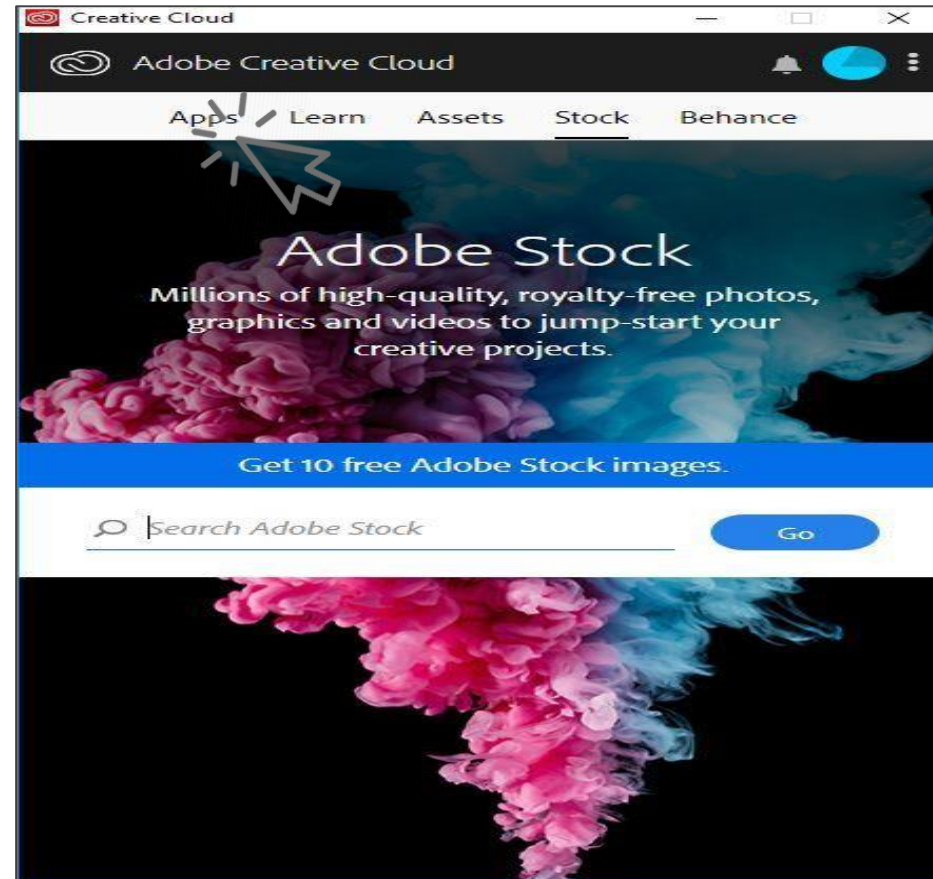 Creative Cloud
Adobe Creative Cloud
Apps Learn Assets Stock Behance
Adobe Stock
Millions of high-quality, royalty-free photos,
graphics and videos to jump-start your
creative projects.
Get 10 free Adobe Stock images.
Search Adobe Stock Go